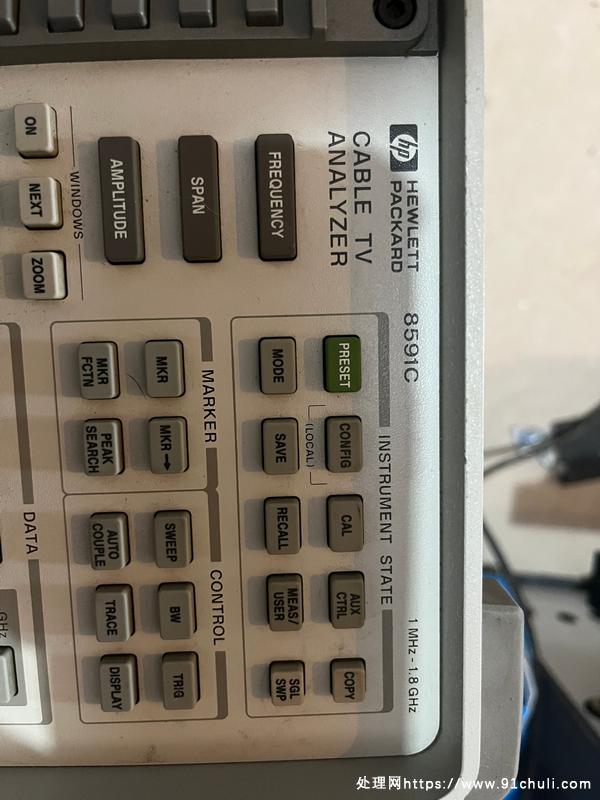 hp HEWLETT
PACKARD
8591C
1 MHz - 1.8 GHz
CABLE TV
ANALYZER
INSTRUMENT STATE
PRESET
CONFIG
CAL
AUX
CTRL
COPY
(LOCAL)
MODE
SAVE
RECALL
MEAS/
USER
SGL
SWP
FREQUENCY
SPAN
AMPLITUDE
MARKER
MKR
MKR→
MKR
FCTN
PEAK
SEARCH
CONTROL
SWEEP
BW
TRIG
AUTO
COUPLE
TRACE
DISPLAY
WINDOWS
ON
NEXT
ZOOM
DATA
GHz
处理网https://www.91chuli.com